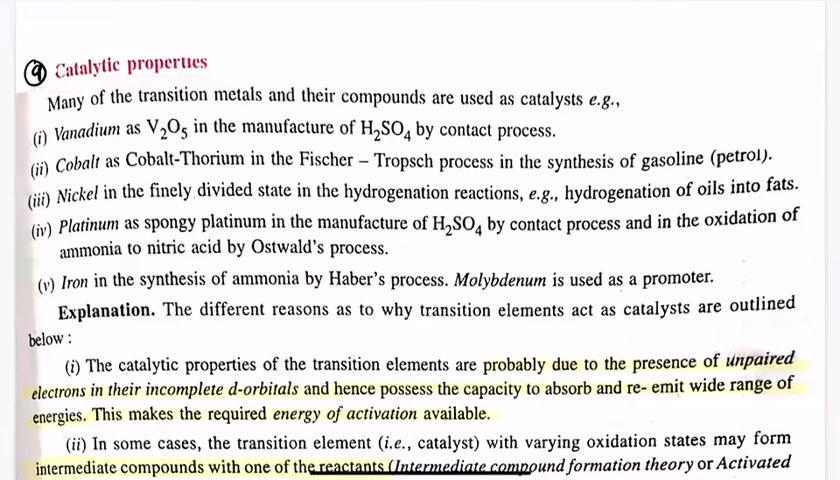 9 Catalytic properties
Many of the transition metals and their compounds are used as catalysts e.g.,
(i) Vanadium as V₂O₅ in the manufacture of H₂SO₄ by contact process.
(ii) Cobalt as Cobalt-Thorium in the Fischer – Tropsch process in the synthesis of gasoline (petrol).
(iii) Nickel in the finely divided state in the hydrogenation reactions, e.g., hydrogenation of oils into fats.
(iv) Platinum as spongy platinum in the manufacture of H₂SO₄ by contact process and in the oxidation of
ammonia to nitric acid by Ostwald's process.
(v) Iron in the synthesis of ammonia by Haber's process. Molybdenum is used as a promoter.
Explanation. The different reasons as to why transition elements act as catalysts are outlined
below :
(i) The catalytic properties of the transition elements are probably due to the presence of unpaired
electrons in their incomplete d-orbitals and hence possess the capacity to absorb and re- emit wide range of
energies. This makes the required energy of activation available.
(ii) In some cases, the transition element (i.e., catalyst) with varying oxidation states may form
intermediate compounds with one of the reactants (Intermediate compound formation theory or Activated